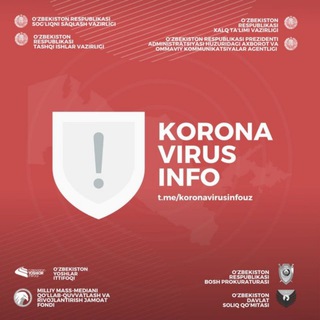 O'ZBEKISTON RESPUBLIKASI
SOG'LIQNI SAQLASH VAZIRLIGI
O'ZBEKISTON
RESPUBLIKASI
TASHQI ISHLAR VAZIRLIGI
O'ZBEKISTON
RESPUBLIKASI
XALQ TA'LIMI VAZIRLIGI
O'ZBEKISTON RESPUBLIKASI PREZIDENTI
ADMINISTRATSIYASI HUZURIDAGI AXBOROT VA
OMMAVIY KOMMUNIKATSIYALAR AGENTLIGI
!
KORONA
VIRUS
INFO
t.me/koronavirusinfouz
O'ZBEKISTON
YOSHLAR
ITTIFOQI
MILLIY MASS-MEDIANI
QO'LLAB-QUVVATLASH VA
RIVOJLANTIRISH JAMOAT
FONDI
O'ZBEKISTON
RESPUBLIKASI
BOSH PROKURATURASI
O'ZBEKISTON
DAVLAT
SOLIQ QO'MITASI